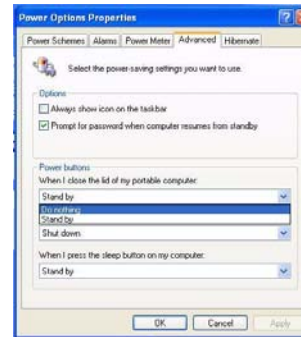 Power Options Properties
Power Schemes Alarms Power Meter Advanced Hibernate
Select the power-saving settings you want to use.
Options
Always show icon on the taskbar
Prompt for password when computer resumes from standby
Power buttons
When I close the lid of my portable computer:
Stand by
Do nothing
Stand by
Shut down
When I press the sleep button on my computer:
Stand by
OK Cancel Apply